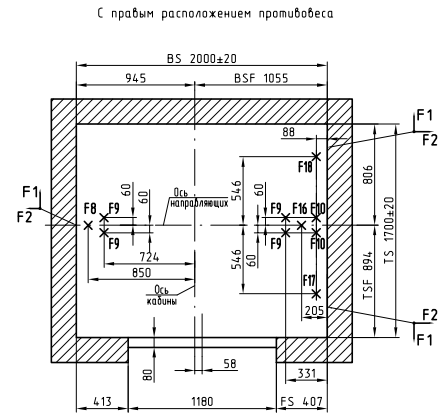 С правым расположением противовеса
BS 2000±20
945
BSF 1055
F1
F2
88
F18
806
60
60
Ось
направляющих
546
60
F1
F2
F8
F9
F9
F16
F10
TS 1700±20
F9
F9
F10
724
546
60
850
Ось
кабины
F17
TSF 894
205
F2
F1
80
58
331
413
1180
FS 407